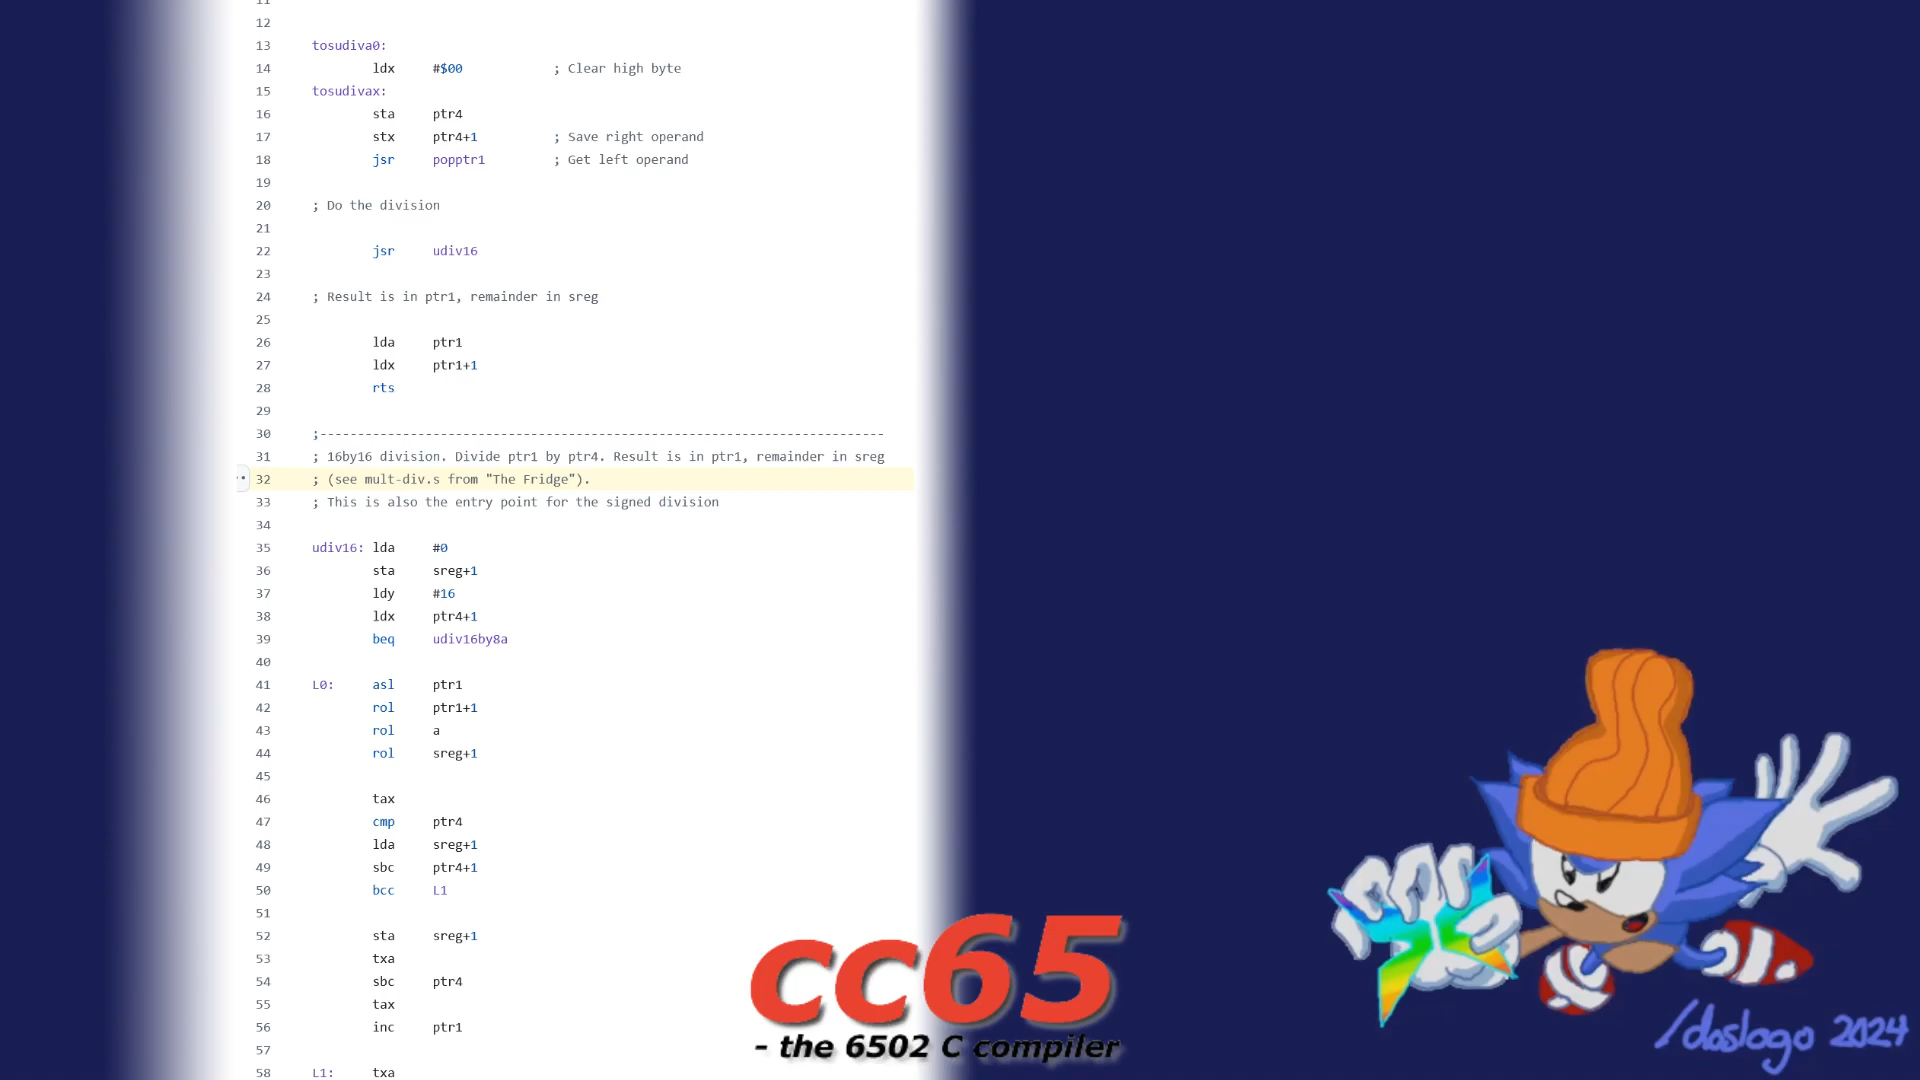 11
12
13 tosudiva0:
14 ldx #$00 ; Clear high byte
15 tosudivax:
16 sta ptr4
17 stx ptr4+1 ; Save right operand
18 jsr popptr1 ; Get left operand
19
20 ; Do the division
21
22 jsr udiv16
23
24 ; Result is in ptr1, remainder in sreg
25
26 lda ptr1
27 ldx ptr1+1
28 rts
29
30 ;---------------------------------------------------------------------------
31 ; 16by16 division. Divide ptr1 by ptr4. Result is in ptr1, remainder in sreg
32 ; (see mult-div.s from "The Fridge").
33 ; This is also the entry point for the signed division
34
35 udiv16: lda #0
36 sta sreg+1
37 ldy #16
38 ldx ptr4+1
39 beq udiv16by8a
40
41 L0: asl ptr1
42 rol ptr1+1
43 rol a
44 rol sreg+1
45
46 tax
47 cmp ptr4
48 lda sreg+1
49 sbc ptr4+1
50 bcc L1
51
52 sta sreg+1
53 txa
54 sbc ptr4
55 tax
56 inc ptr1
57
58 L1: txa
cc65
- the 6502 C compiler
/doslogo 2024